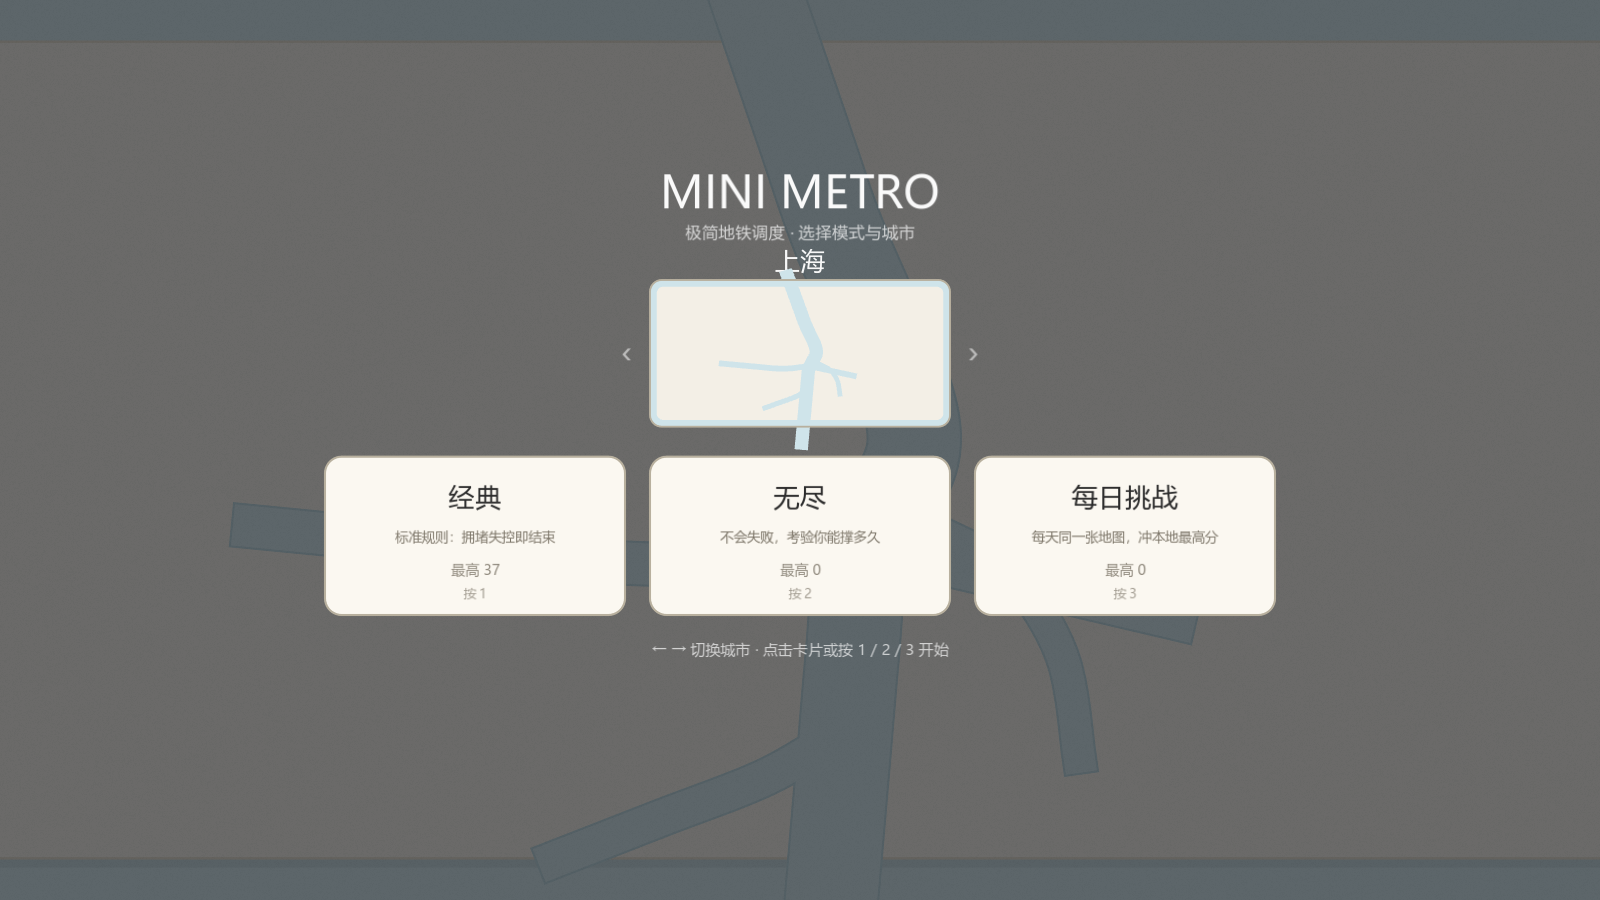 MINI METRO
极简地铁调度 · 选择模式与城市
上海
‹ ›
经典
标准规则：拥堵失控即结束
最高 37
按 1
无尽
不会失败，考验你能撑多久
最高 0
按 2
每日挑战
每天同一张地图，冲本地最高分
最高 0
按 3
← → 切换城市 · 点击卡片或按 1 / 2 / 3 开始